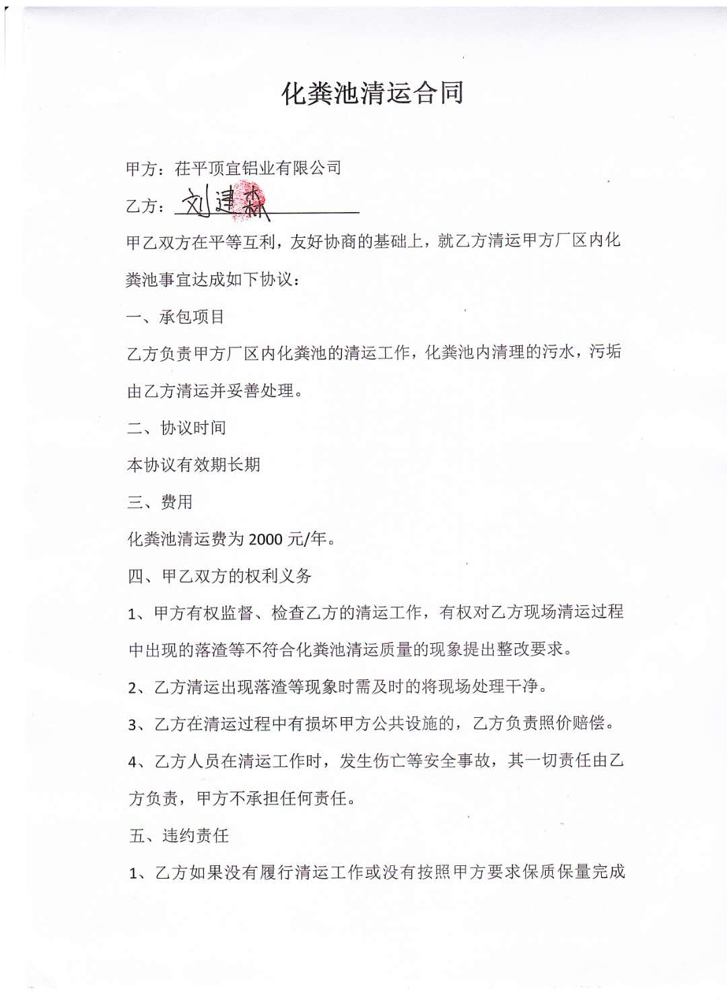 化粪池清运合同
甲方：茌平顶宜铝业有限公司
乙方：刘建森
甲乙双方在平等互利，友好协商的基础上，就乙方清运甲方厂区内化
粪池事宜达成如下协议：
一、承包项目
乙方负责甲方厂区内化粪池的清运工作，化粪池内清理的污水，污垢
由乙方清运并妥善处理。
二、协议时间
本协议有效期长期
三、费用
化粪池清运费为 2000 元/年。
四、甲乙双方的权利义务
1、甲方有权监督、检查乙方的清运工作，有权对乙方现场清运过程
中出现的落渣等不符合化粪池清运质量的现象提出整改要求。
2、乙方清运出现落渣等现象时需及时的将现场处理干净。
3、乙方在清运过程中有损坏甲方公共设施的，乙方负责照价赔偿。
4、乙方人员在清运工作时，发生伤亡等安全事故，其一切责任由乙
方负责，甲方不承担任何责任。
五、违约责任
1、乙方如果没有履行清运工作或没有按照甲方要求保质保量完成